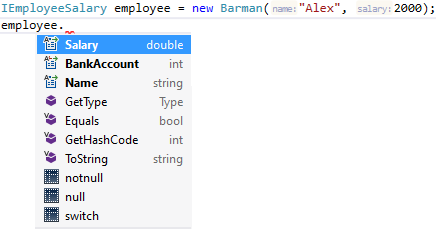 IEmployeeSalary employee = new Barman( name: "Alex", salary: 2000);
employee.
Salary double
BankAccount int
Name string
GetType Type
Equals bool
GetHashCode int
ToString string
notnull
null
switch